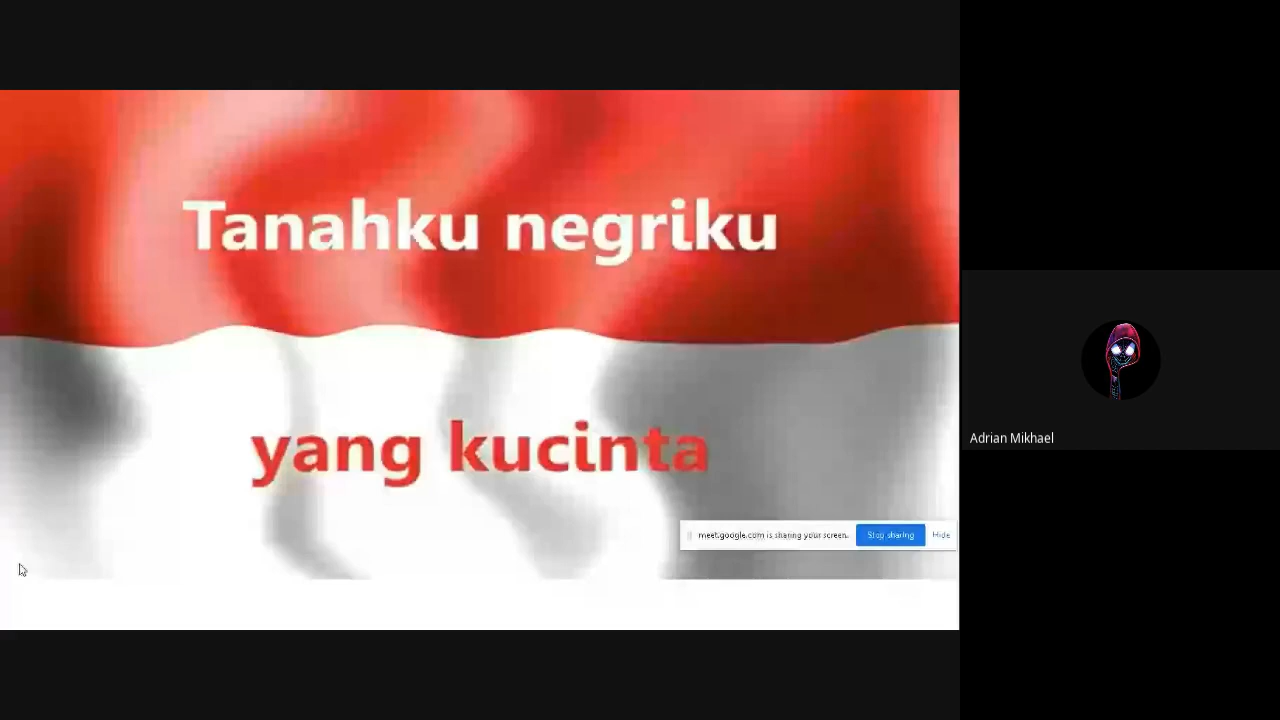 Tanahku negriku
yang kucinta
meet.google.com is sharing your screen.
Stop sharing
Hide
Adrian Mikhael